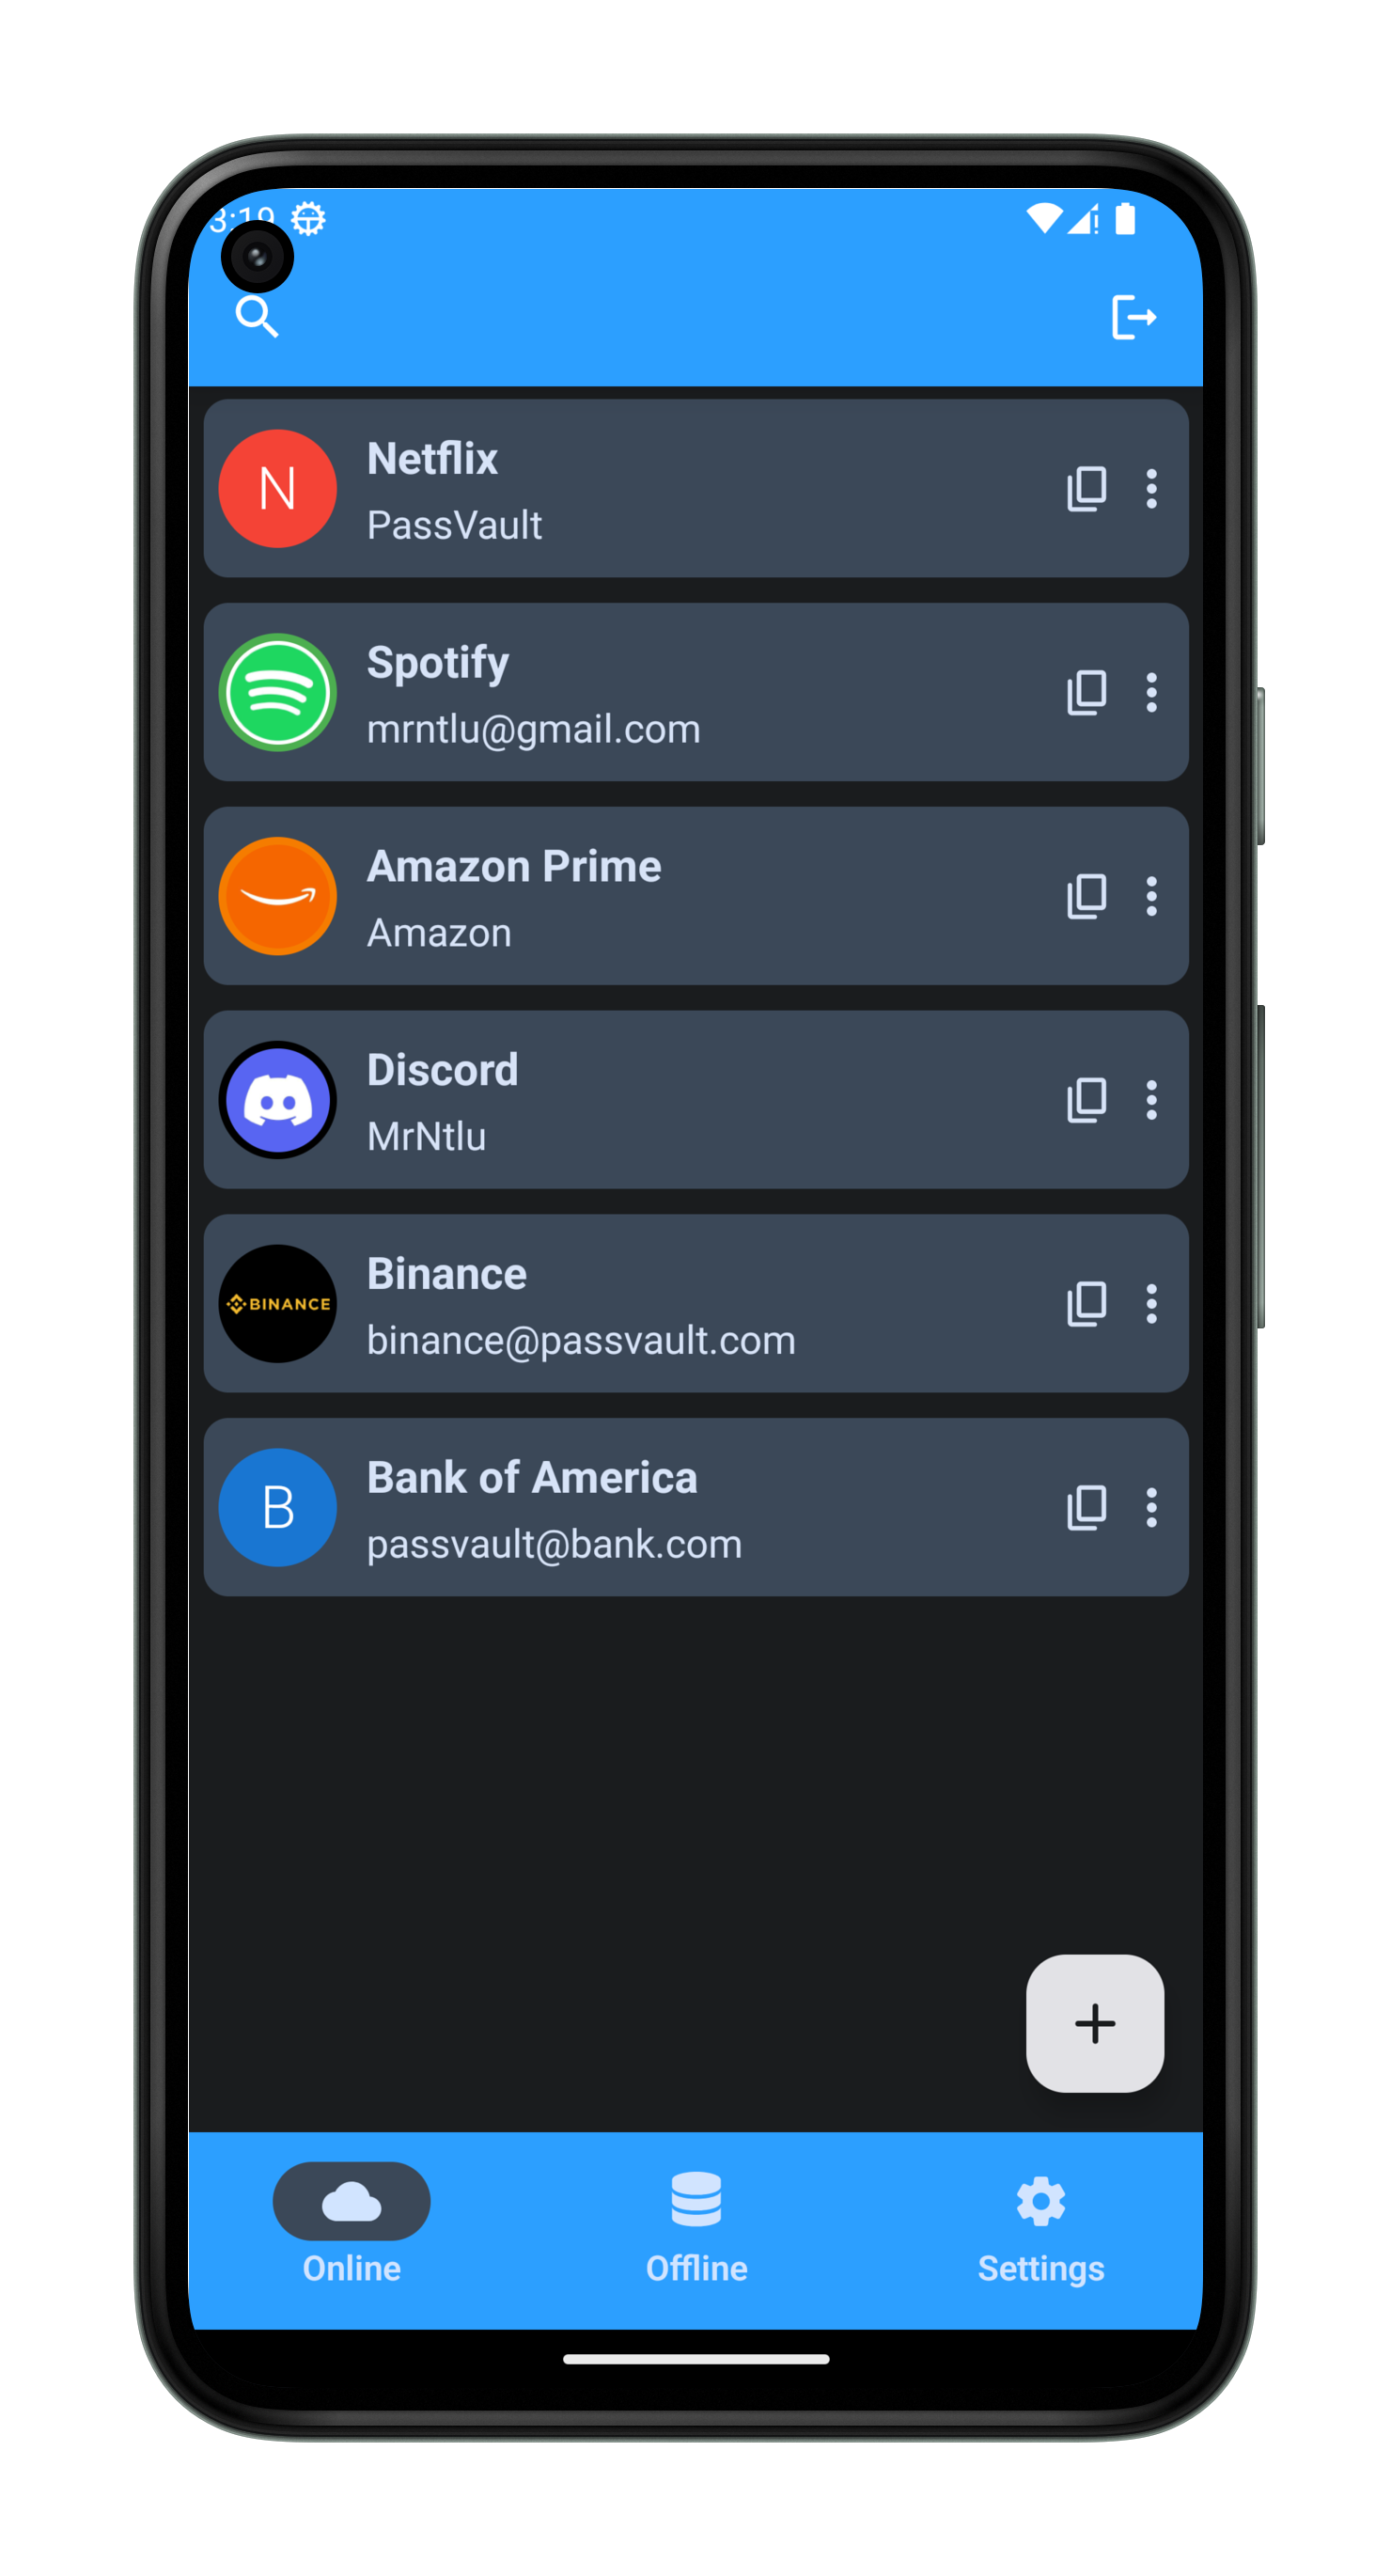 3:19
N
Netflix
PassVault
Spotify
mrntlu@gmail.com
Amazon Prime
Amazon
Discord
MrNtlu
BINANCE
Binance
binance@passvault.com
B
Bank of America
passvault@bank.com
Online
Offline
Settings